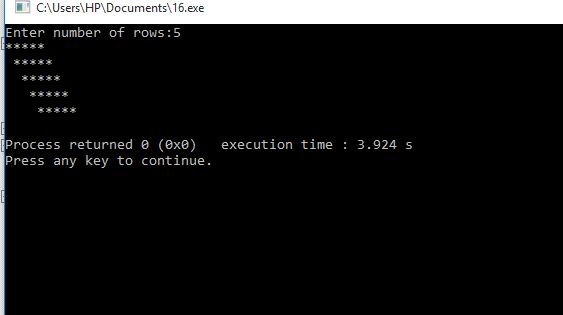 C:\Users\HP\Documents\16.exe
Enter number of rows:5
*****
 *****
  *****
   *****
    *****
Process returned 0 (0x0)   execution time : 3.924 s
Press any key to continue.